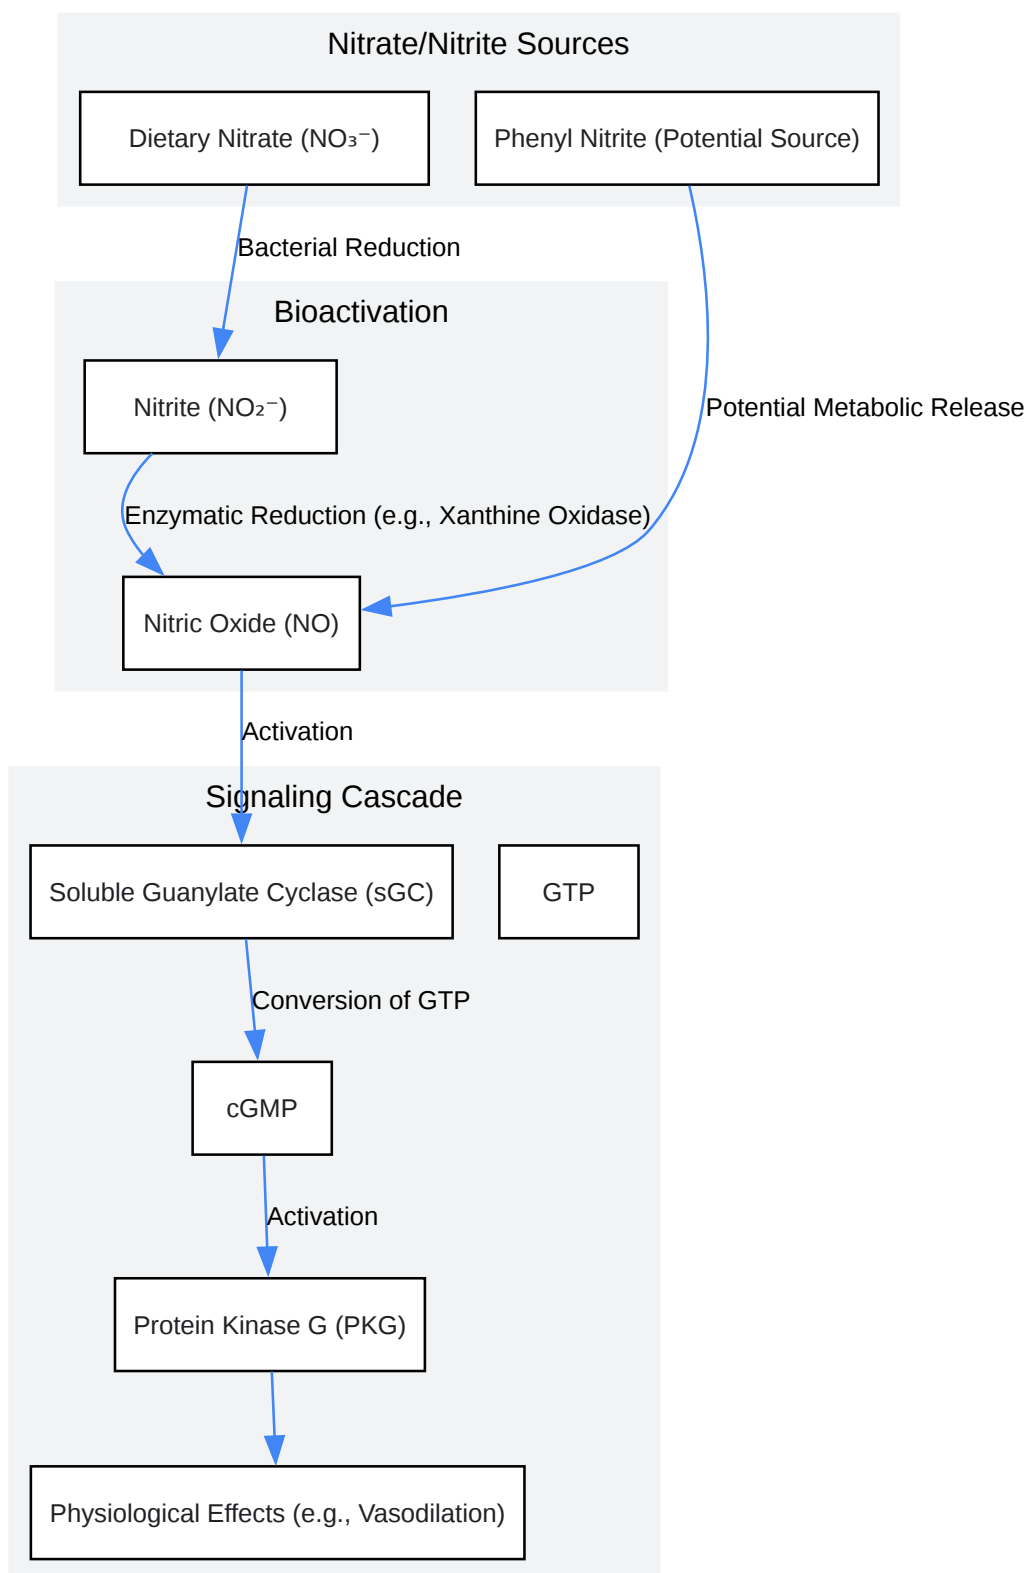 Nitrate/Nitrite Sources
Dietary Nitrate (NO₃⁻)
Phenyl Nitrite (Potential Source)
Bacterial Reduction
Bioactivation
Nitrite (NO₂⁻)
Potential Metabolic Release
Enzymatic Reduction (e.g., Xanthine Oxidase)
Nitric Oxide (NO)
Activation
Signaling Cascade
Soluble Guanylate Cyclase (sGC)
GTP
Conversion of GTP
cGMP
Activation
Protein Kinase G (PKG)
Physiological Effects (e.g., Vasodilation)